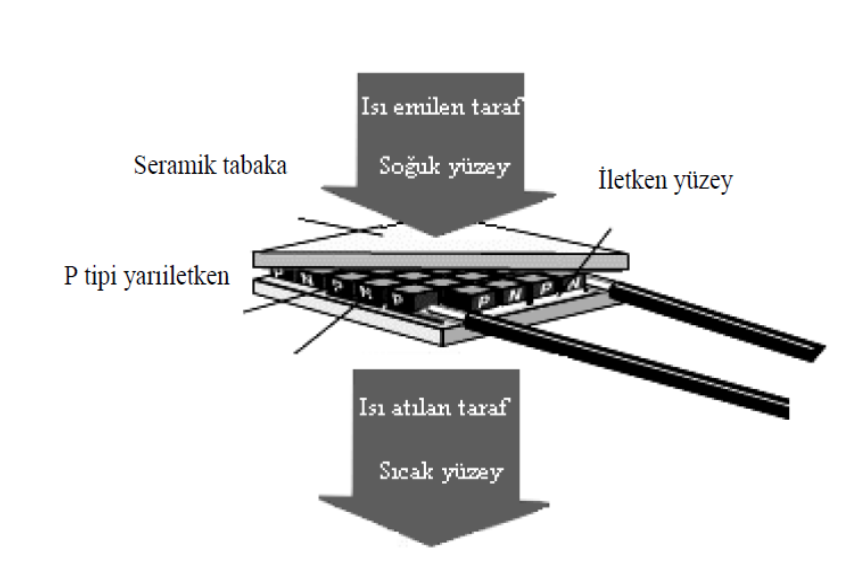 Isı emilen taraf
Soğuk yüzey
Seramik tabaka
İletken yüzey
P tipi yarıiletken
P N P N P
P N P N
Isı atılan taraf
Sıcak yüzey